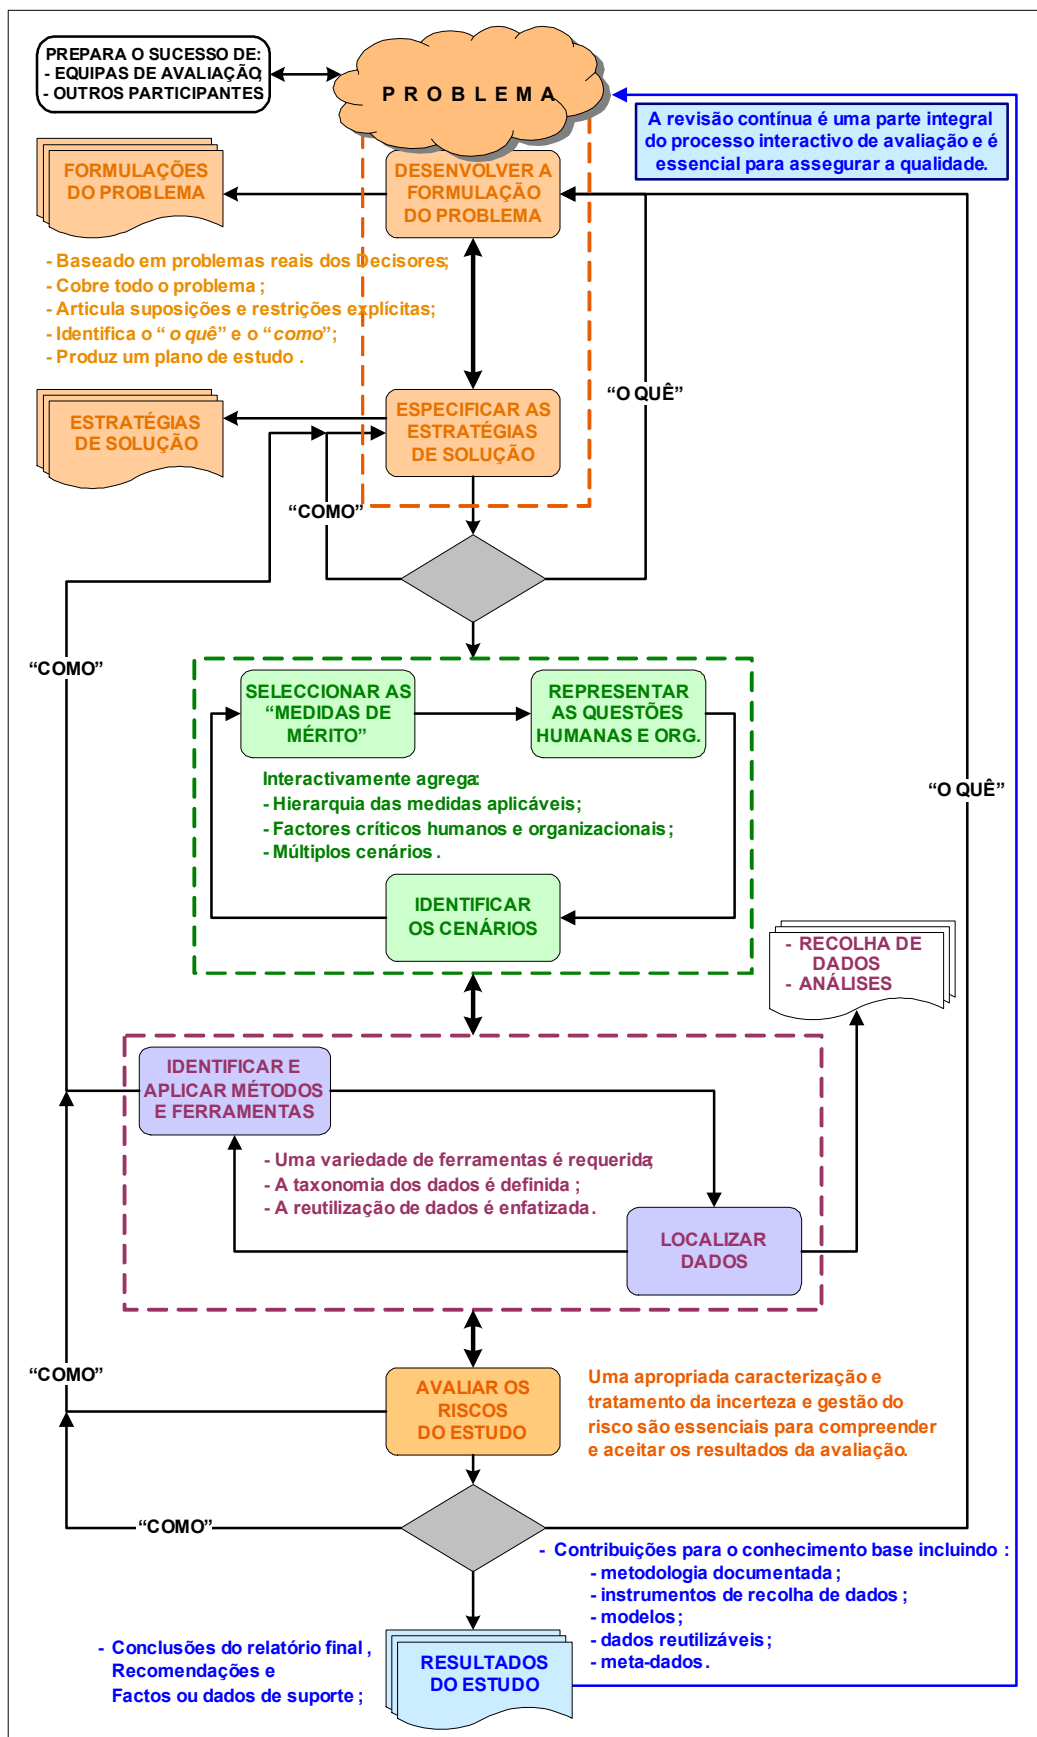 PREPARA O SUCESSO DE:
- EQUIPAS DE AVALIAÇÃO;
- OUTROS PARTICIPANTES
PROBLEMA
A revisão contínua é uma parte integral
do processo interactivo de avaliação e é
essencial para assegurar a qualidade.
FORMULAÇÕES
DO PROBLEMA
DESENVOLVER A
FORMULAÇÃO
DO PROBLEMA
- Baseado em problemas reais dos Decisores;
- Cobre todo o problema ;
- Articula suposições e restrições explícitas;
- Identifica o “ o quê” e o “como”;
- Produz um plano de estudo .
“O QUÊ”
ESTRATÉGIAS
DE SOLUÇÃO
ESPECIFICAR AS
ESTRATÉGIAS
DE SOLUÇÃO
“COMO”
“COMO”
SELECCIONAR AS
“MEDIDAS DE
MÉRITO”
REPRESENTAR
AS QUESTÕES
HUMANAS E ORG.
Interactivamente agrega:
- Hierarquia das medidas aplicáveis;
- Factores críticos humanos e organizacionais;
- Múltiplos cenários .
“O QUÊ”
IDENTIFICAR
OS CENÁRIOS
- RECOLHA DE
DADOS
- ANÁLISES
IDENTIFICAR E
APLICAR MÉTODOS
E FERRAMENTAS
- Uma variedade de ferramentas é requerida;
- A taxonomia dos dados é definida ;
- A reutilização de dados é enfatizada.
LOCALIZAR
DADOS
“COMO”
AVALIAR OS
RISCOS
DO ESTUDO
Uma apropriada caracterização e
tratamento da incerteza e gestão do
risco são essenciais para compreender
e aceitar os resultados da avaliação.
“COMO”
- Contribuições para o conhecimento base incluindo :
- metodologia documentada ;
- instrumentos de recolha de dados ;
- modelos;
- dados reutilizáveis ;
- meta-dados .
- Conclusões do relatório final ,
Recomendações e
Factos ou dados de suporte ;
RESULTADOS
DO ESTUDO